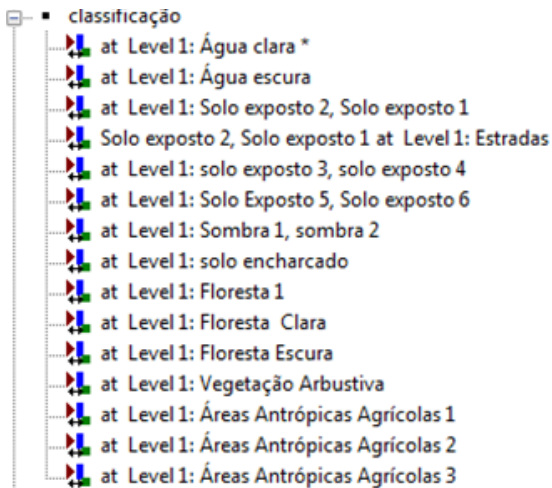 classificação
at Level 1: Água clara *
at Level 1: Água escura
at Level 1: Solo exposto 2, Solo exposto 1
Solo exposto 2, Solo exposto 1 at Level 1: Estradas
at Level 1: solo exposto 3, solo exposto 4
at Level 1: Solo Exposto 5, Solo exposto 6
at Level 1: Sombra 1, sombra 2
at Level 1: solo encharcado
at Level 1: Floresta 1
at Level 1: Floresta Clara
at Level 1: Floresta Escura
at Level 1: Vegetação Arbustiva
at Level 1: Áreas Antrópicas Agrícolas 1
at Level 1: Áreas Antrópicas Agrícolas 2
at Level 1: Áreas Antrópicas Agrícolas 3